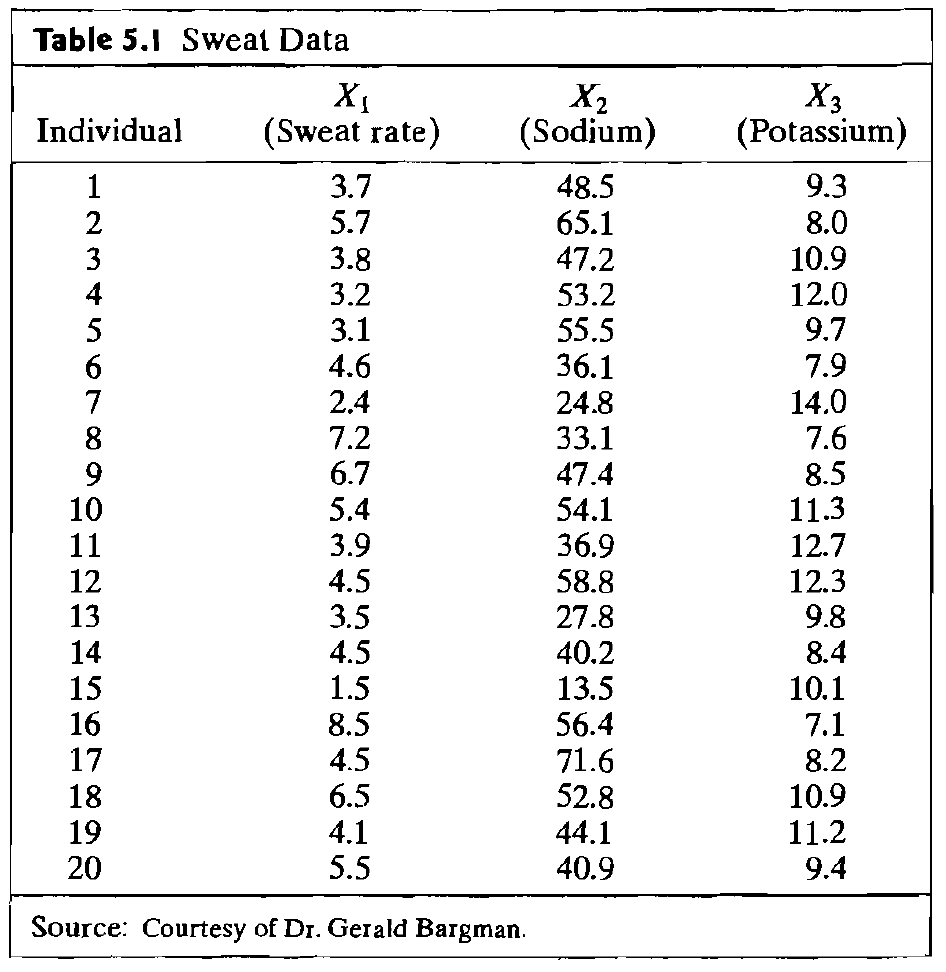 Table 5.1 Sweat Data
X1 X2 X3
Individual (Sweat rate) (Sodium) (Potassium)
1 3.7 48.5 9.3
2 5.7 65.1 8.0
3 3.8 47.2 10.9
4 3.2 53.2 12.0
5 3.1 55.5 9.7
6 4.6 36.1 7.9
7 2.4 24.8 14.0
8 7.2 33.1 7.6
9 6.7 47.4 8.5
10 5.4 54.1 11.3
11 3.9 36.9 12.7
12 4.5 58.8 12.3
13 3.5 27.8 9.8
14 4.5 40.2 8.4
15 1.5 13.5 10.1
16 8.5 56.4 7.1
17 4.5 71.6 8.2
18 6.5 52.8 10.9
19 4.1 44.1 11.2
20 5.5 40.9 9.4
Source: Courtesy of Dr. Gerald Bargman.